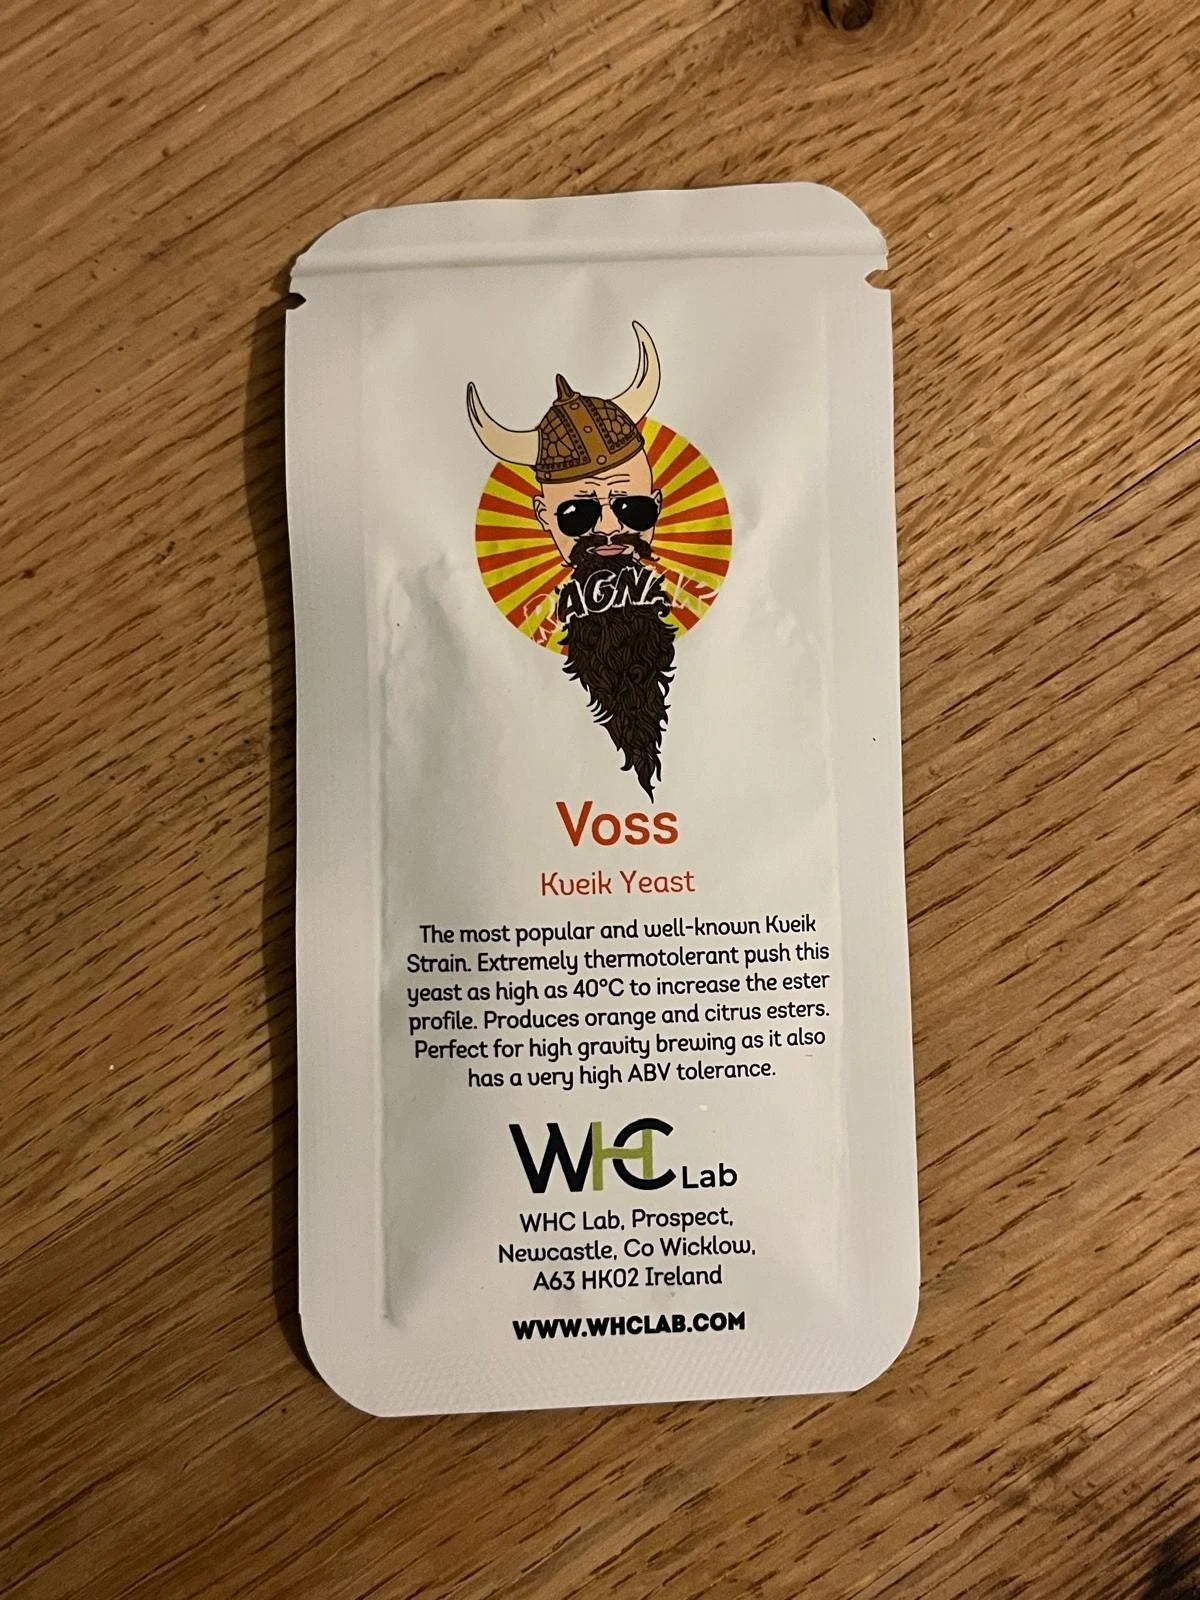 RAGNAR
Voss
Kveik Yeast
The most popular and well-known Kveik
Strain. Extremely thermotolerant push this
yeast as high as 40°C to increase the ester
profile. Produces orange and citrus esters.
Perfect for high gravity brewing as it also
has a very high ABV tolerance.
WHC Lab
WHC Lab, Prospect,
Newcastle, Co Wicklow,
A63 HK02 Ireland
WWW.WHCLAB.COM